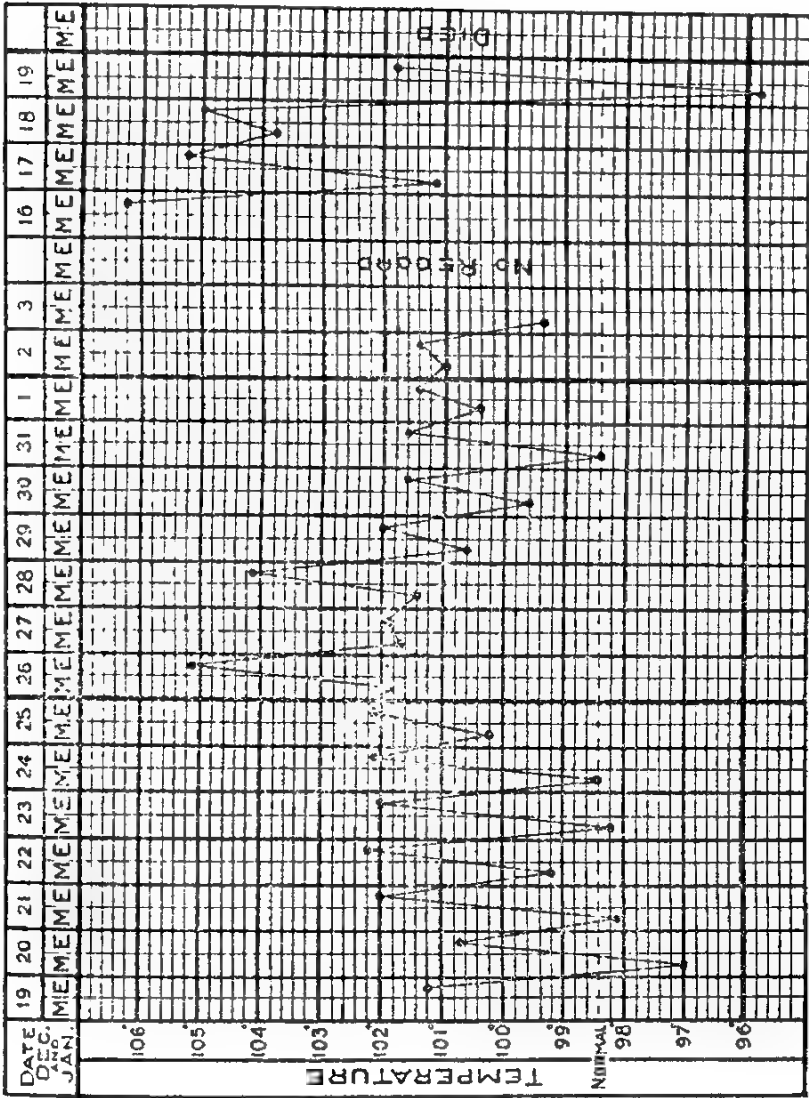 DATE DEC. AND JAN. 19 20 21 22 23 24 25 26 27 28 29 30 31 1 2 3 16 17 18 19
M E M E M E M E M E M E M E M E M E M E M E M E M E M E M E M E M E M E M E M E M E M E
TEMPERATURE
106°
105°
104°
103°
102°
101°
100°
99°
NORMAL
98°
97°
96°
NO RECORD
DIED